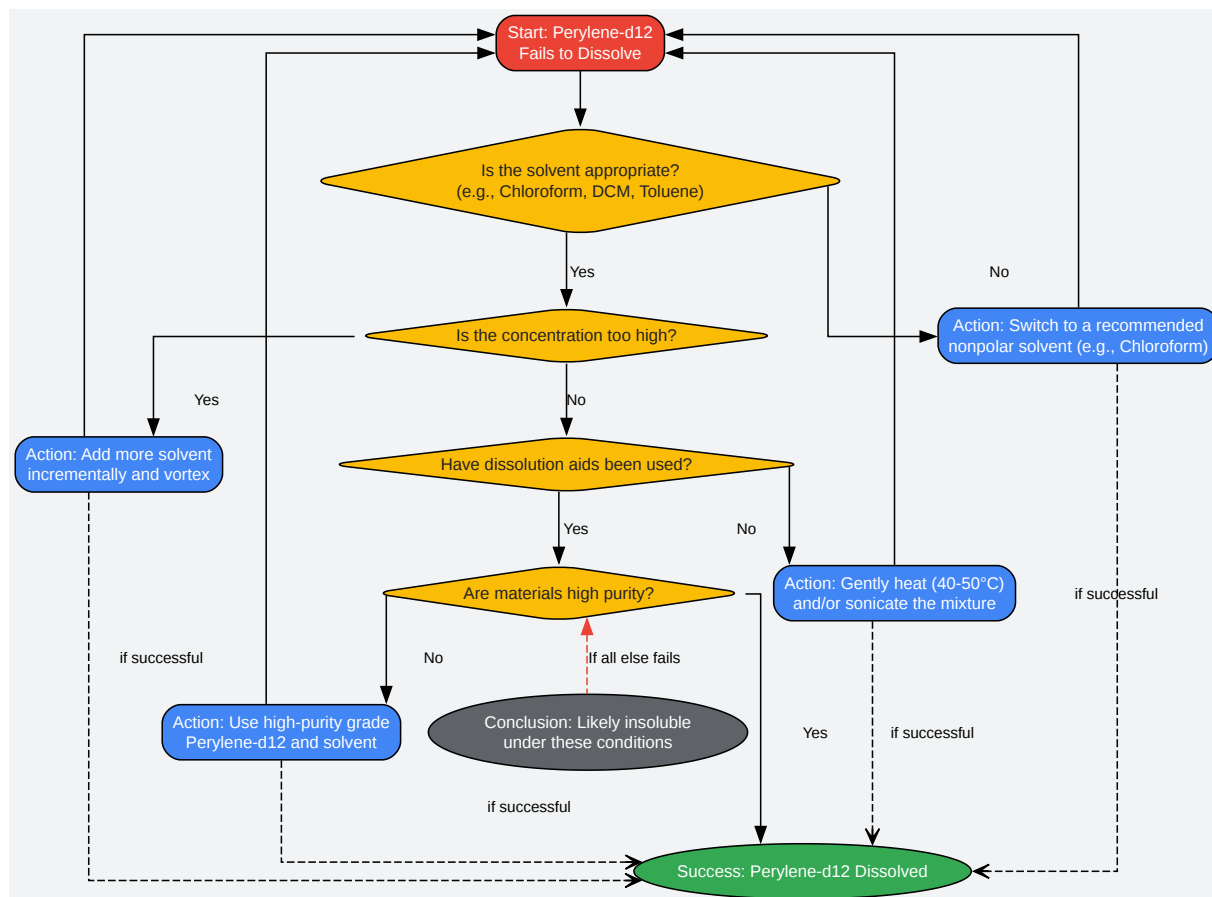 Start: Perylene-d12
Fails to Dissolve
Is the solvent appropriate?
(e.g., Chloroform, DCM, Toluene)
Yes
No
Is the concentration too high?
Action: Switch to a recommended
nonpolar solvent (e.g., Chloroform)
Yes
No
Action: Add more solvent
incrementally and vortex
Have dissolution aids been used?
Yes
No
Are materials high purity?
Action: Gently heat (40-50°C)
and/or sonicate the mixture
if successful
if successful
No
If all else fails
Action: Use high-purity grade
Perylene-d12 and solvent
Conclusion: Likely insoluble
under these conditions
Yes
if successful
if successful
Success: Perylene-d12 Dissolved